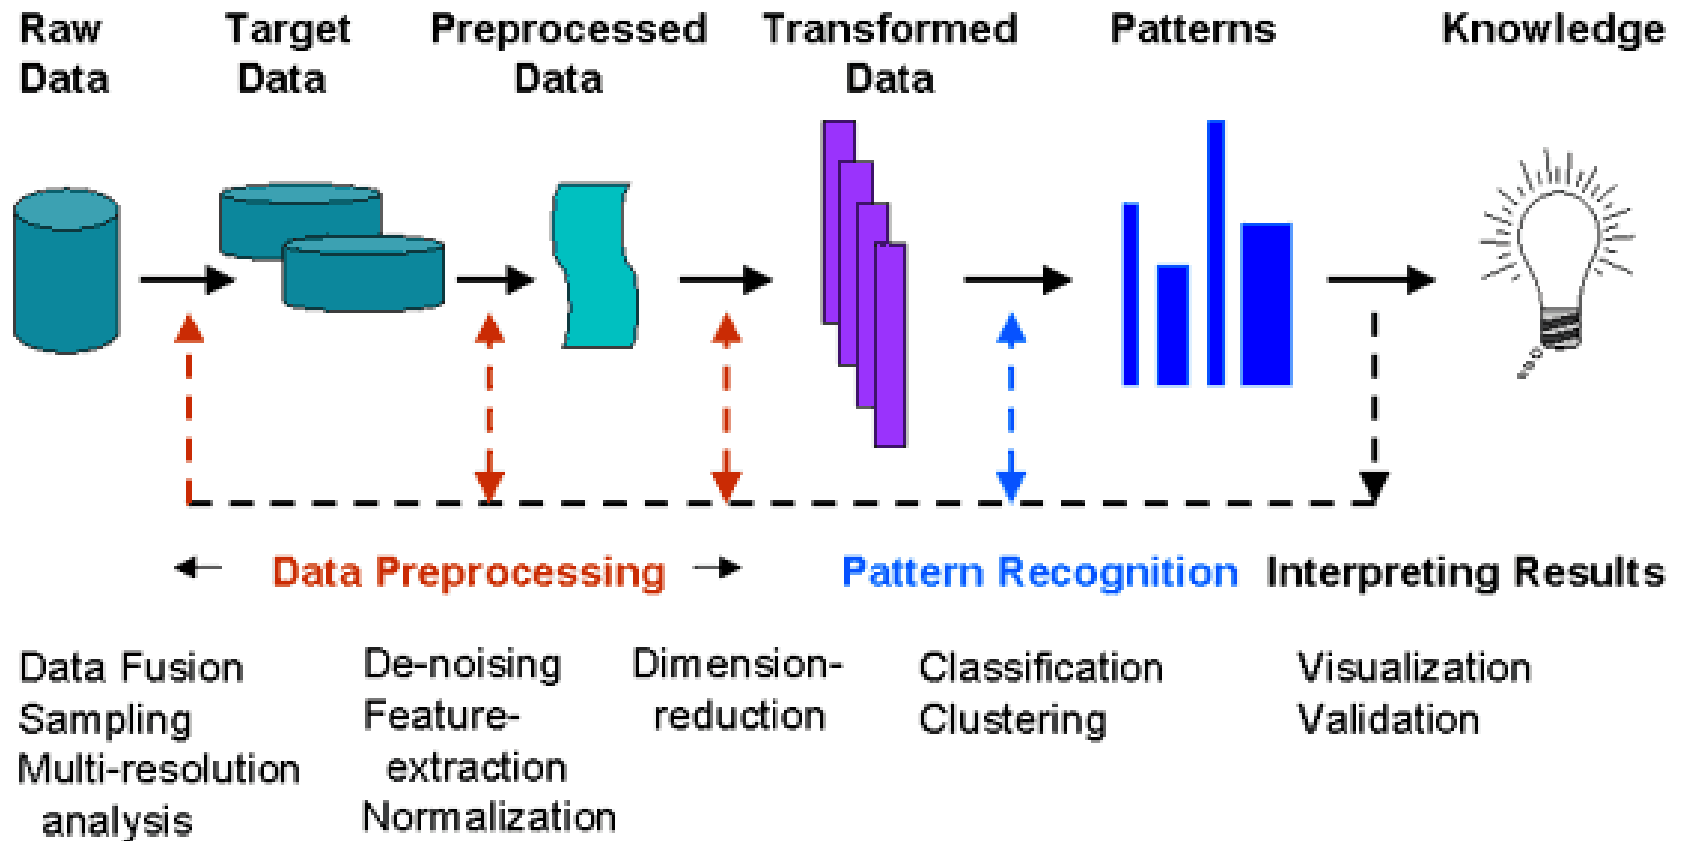 Raw Target Preprocessed Transformed Patterns Knowledge
Data Data Data Data
Data Preprocessing Pattern Recognition Interpreting Results
Data Fusion De-noising Dimension- Classification Visualization
Sampling Feature- reduction Clustering Validation
Multi-resolution extraction
analysis Normalization